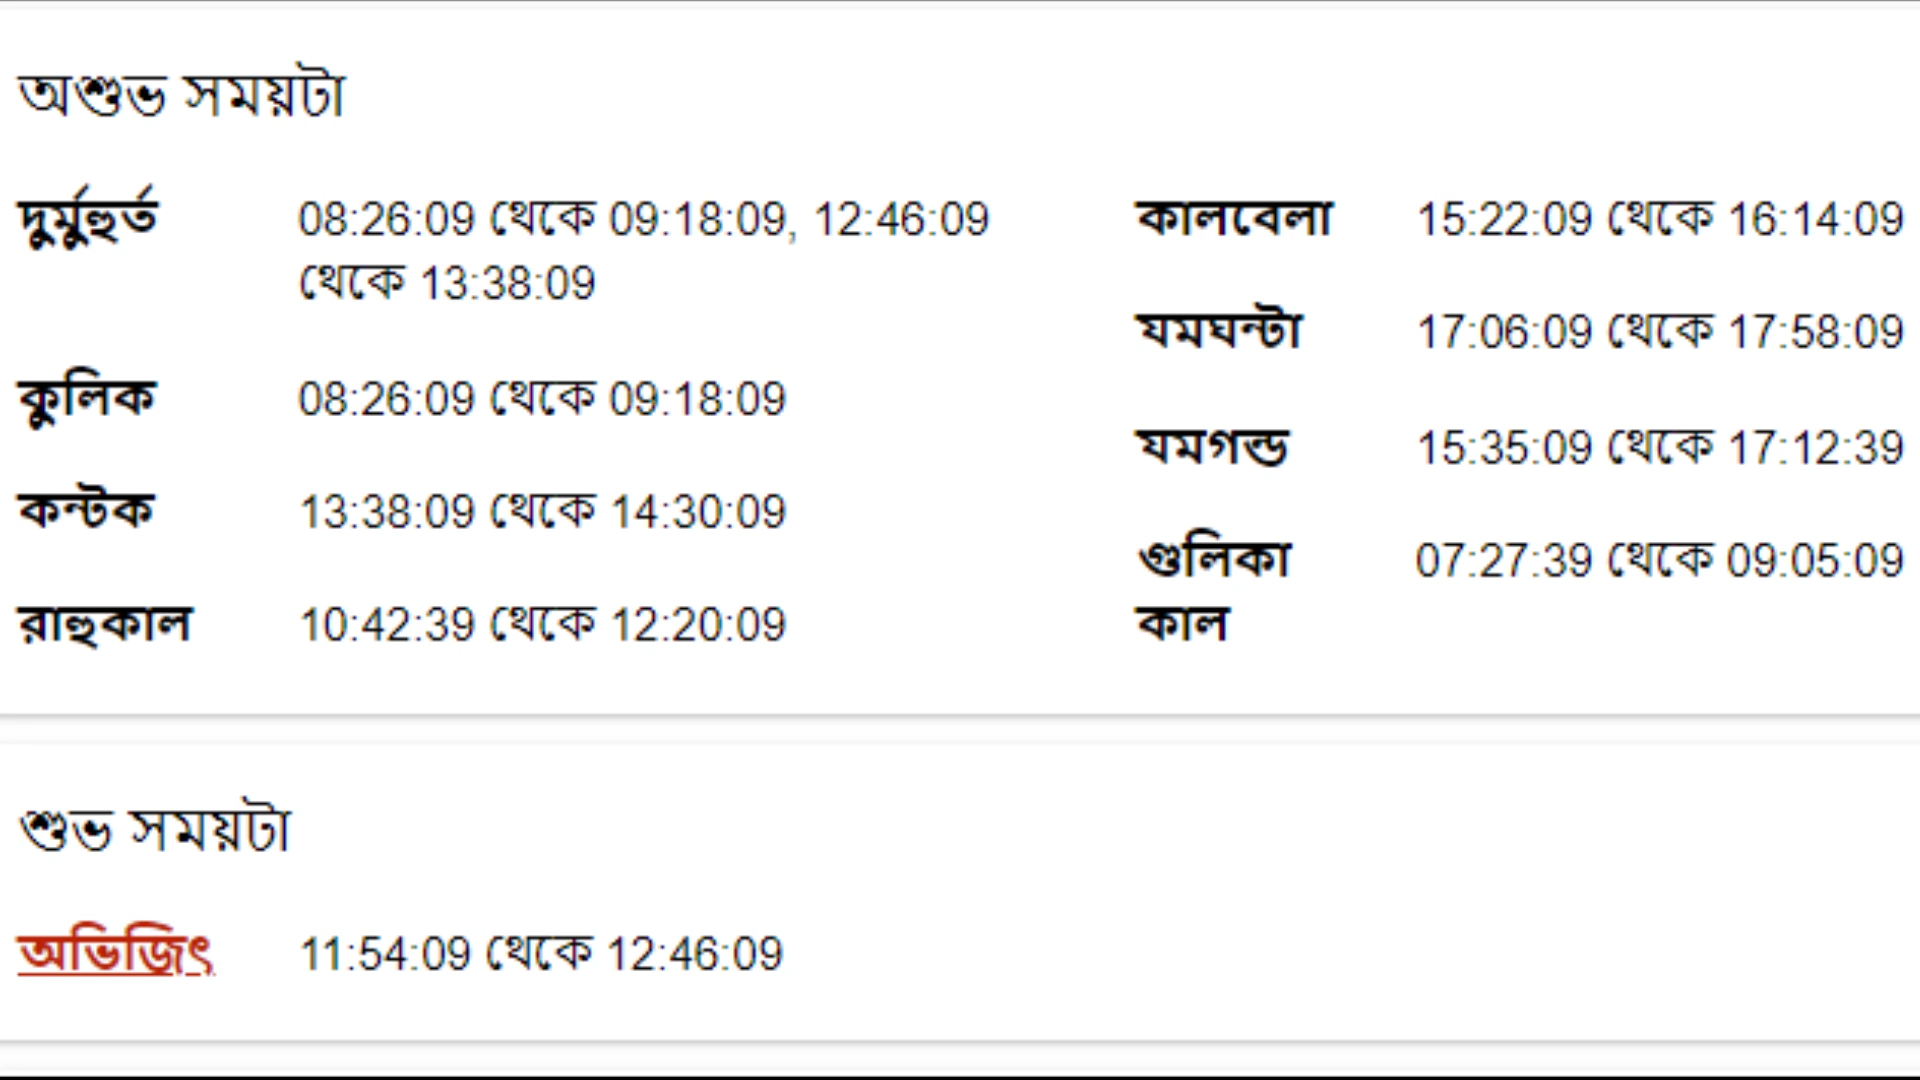 অশুভ সময়টা
দুর্মুহুর্ত 08:26:09 থেকে 09:18:09, 12:46:09
থেকে 13:38:09
কুলিক 08:26:09 থেকে 09:18:09
কন্টক 13:38:09 থেকে 14:30:09
রাহুকাল 10:42:39 থেকে 12:20:09
কালবেলা 15:22:09 থেকে 16:14:09
যমঘন্টা 17:06:09 থেকে 17:58:09
যমগন্ড 15:35:09 থেকে 17:12:39
গুলিকা 07:27:39 থেকে 09:05:09
কাল
শুভ সময়টা
অভিজিৎ 11:54:09 থেকে 12:46:09